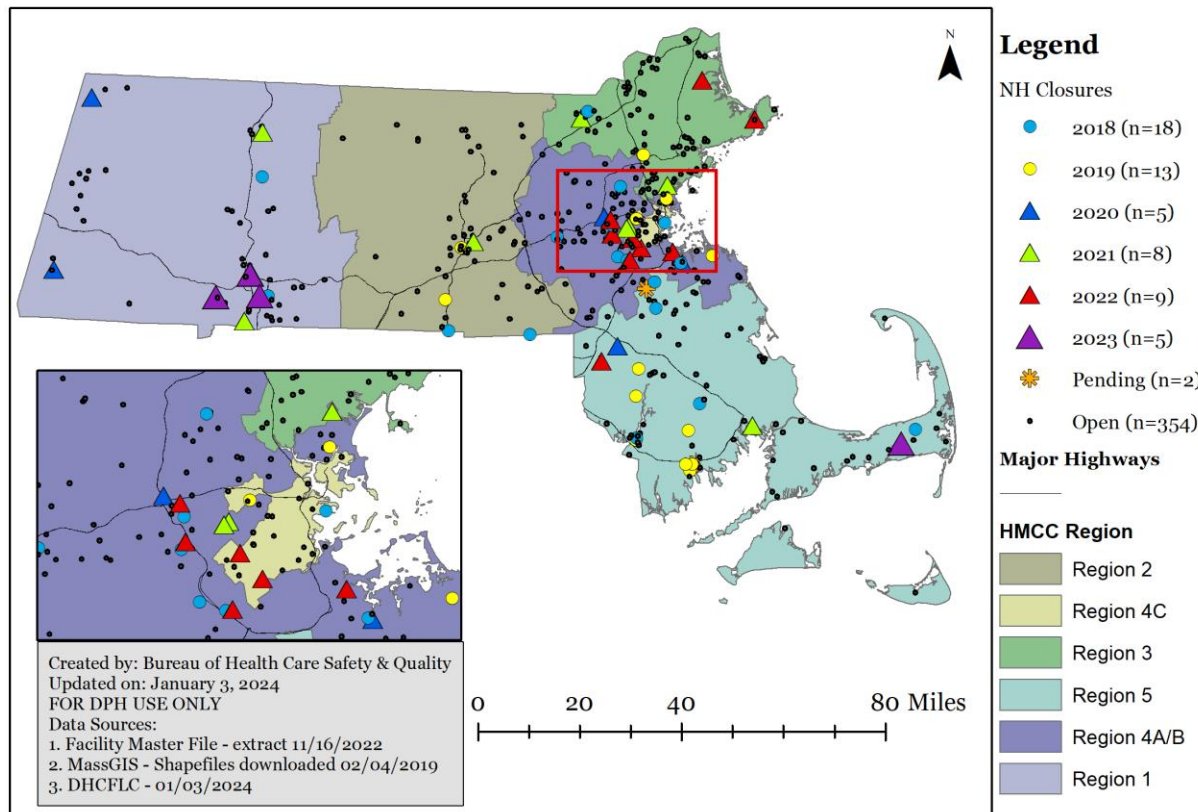 N
Legend
NH Closures
2018 (n=18)
2019 (n=13)
2020 (n=5)
2021 (n=8)
2022 (n=9)
2023 (n=5)
Pending (n=2)
Open (n=354)
Major Highways
HMCC Region
Region 2
Region 4C
Region 3
Region 5
Region 4A/B
Region 1
Created by: Bureau of Health Care Safety & Quality
Updated on: January 3, 2024
FOR DPH USE ONLY
Data Sources:
1. Facility Master File - extract 11/16/2022
2. MassGIS - Shapefiles downloaded 02/04/2019
3. DHCFLC - 01/03/2024
0 20 40 80 Miles